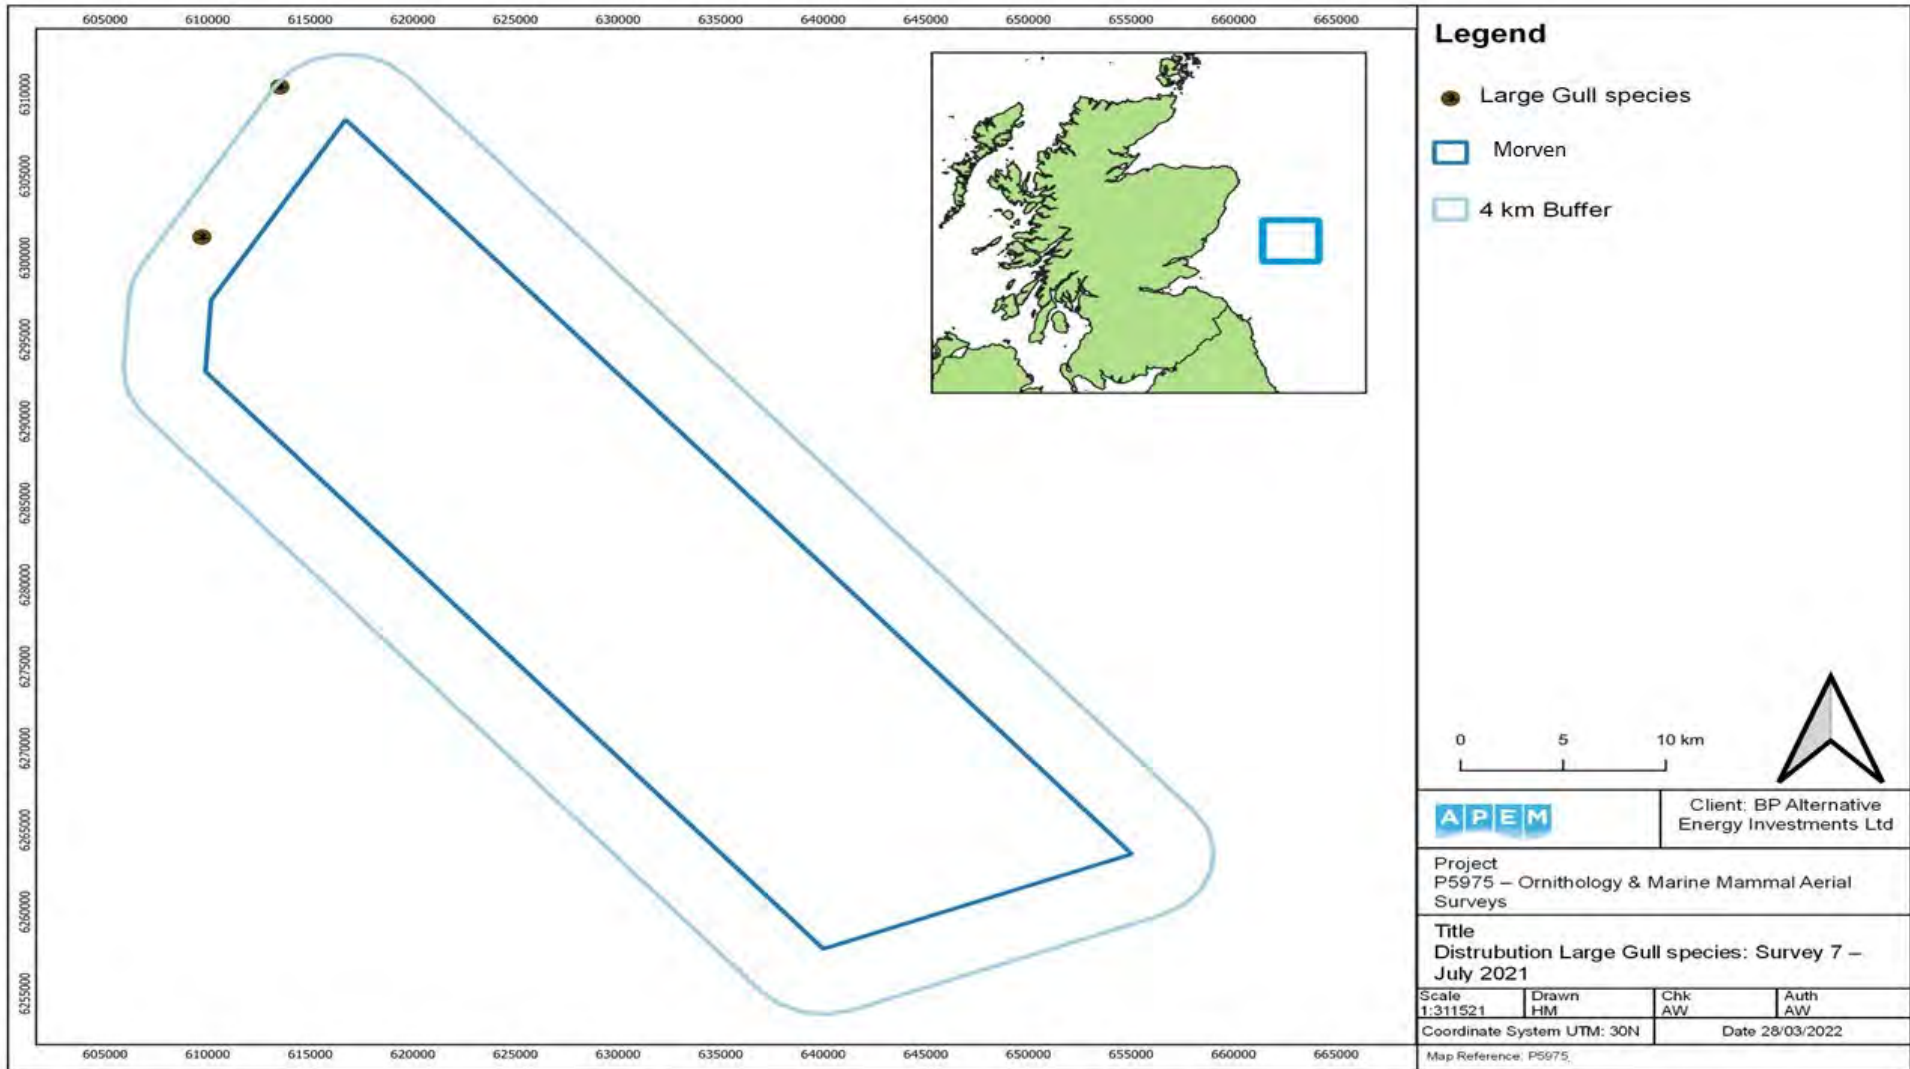 605000 610000 615000 620000 625000 630000 635000 640000 645000 650000 655000 660000 665000
6310000
6305000
6300000
6295000
6290000
6285000
6280000
6275000
6270000
6265000
6260000
6255000
605000 610000 615000 620000 625000 630000 635000 640000 645000 650000 655000 660000 665000
Legend
Large Gull species
Morven
4 km Buffer
0 5 10 km
APEM
Client: BP Alternative
Energy Investments Ltd
Project
P5975 – Ornithology & Marine Mammal Aerial
Surveys
Title
Distrubution Large Gull species: Survey 7 –
July 2021
Scale Drawn Chk Auth
1:311521 HM AW AW
Coordinate System UTM: 30N Date 28/03/2022
Map Reference: P5975